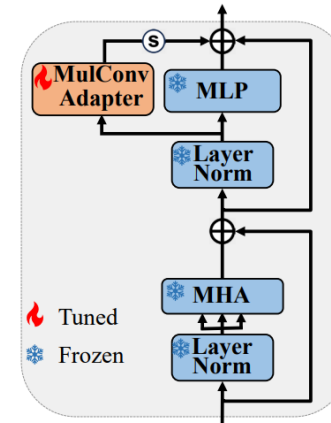 S
MulConv
Adapter
MLP
Layer
Norm
MHA
Tuned
Frozen
Layer
Norm